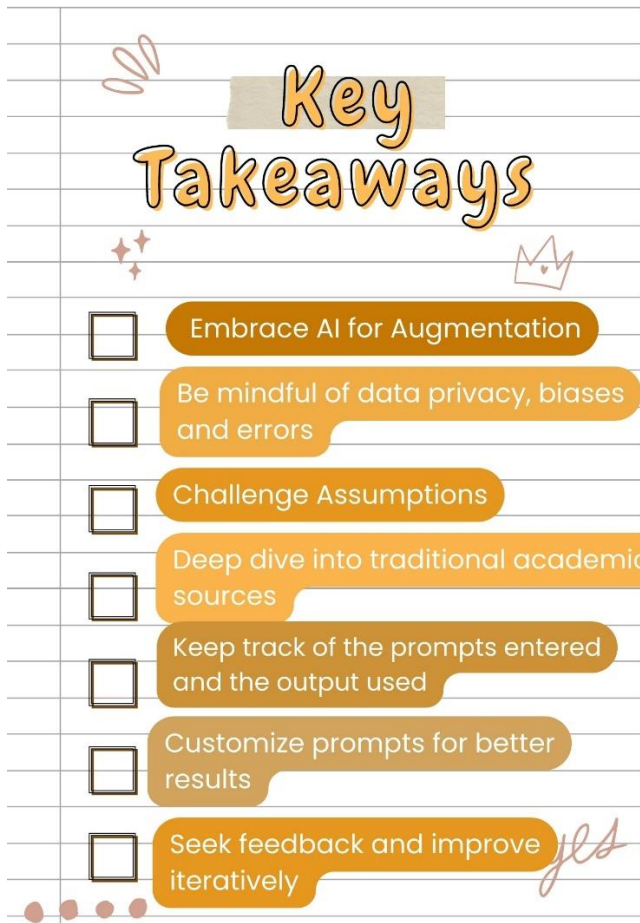 Key
Takeaways
Embrace AI for Augmentation
Be mindful of data privacy, biases
and errors
Challenge Assumptions
Deep dive into traditional academic
sources
Keep track of the prompts entered
and the output used
Customize prompts for better
results
Seek feedback and improve
iteratively
yes